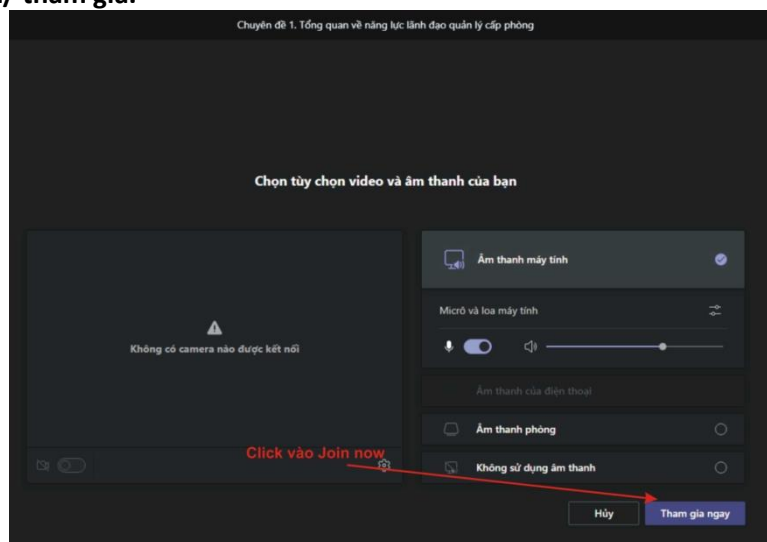 tham gia.
Chuyên đề 1. Tổng quan về năng lực lãnh đạo quản lý cấp phòng
Chọn tùy chọn video và âm thanh của bạn
Âm thanh máy tính
Micrô và loa máy tính
Không có camera nào được kết nối
Âm thanh của điện thoại
Âm thanh phòng
Click vào Join now
Không sử dụng âm thanh
Hủy
Tham gia ngay